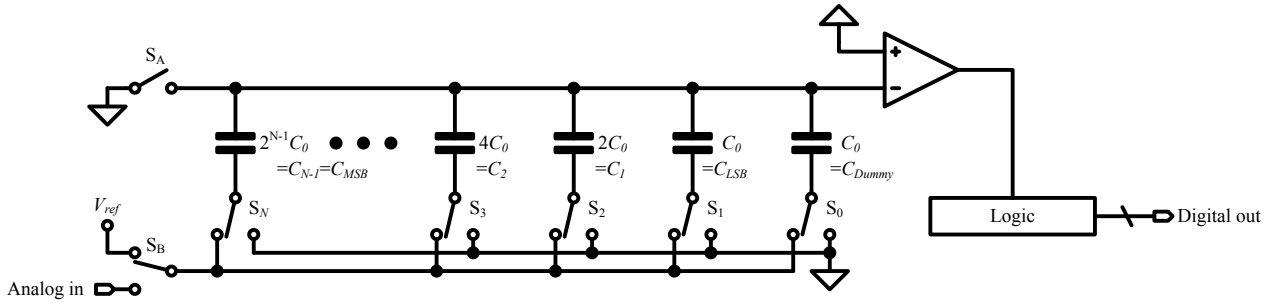 S_A
2^{N-1}C_0
=C_{N-1}=C_{MSB}
4C_0
=C_2
2C_0
=C_1
C_0
=C_{LSB}
C_0
=C_{Dummy}
V_{ref}
S_N
S_3
S_2
S_1
S_0
S_B
Analog in
+
-
Logic
Digital out